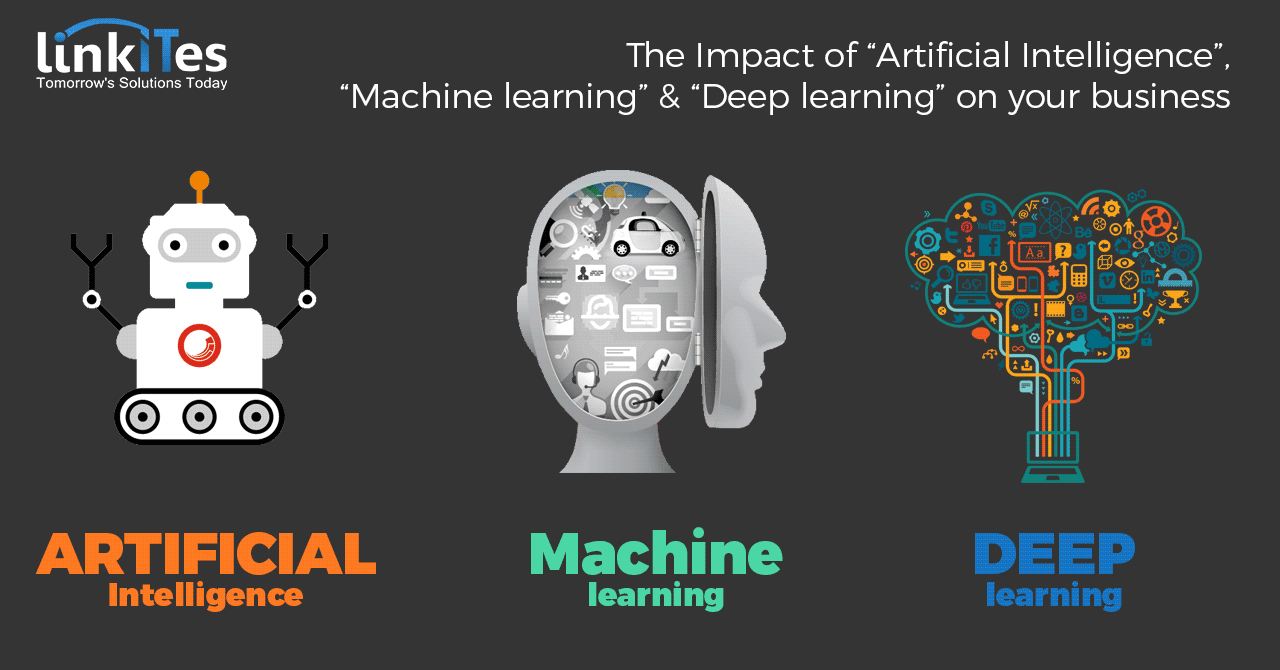 linkITes
Tomorrow's Solutions Today
The Impact of “Artificial Intelligence”,
“Machine learning” & “Deep learning” on your business
ARTIFICIAL
Intelligence
Machine
learning
DEEP
learning